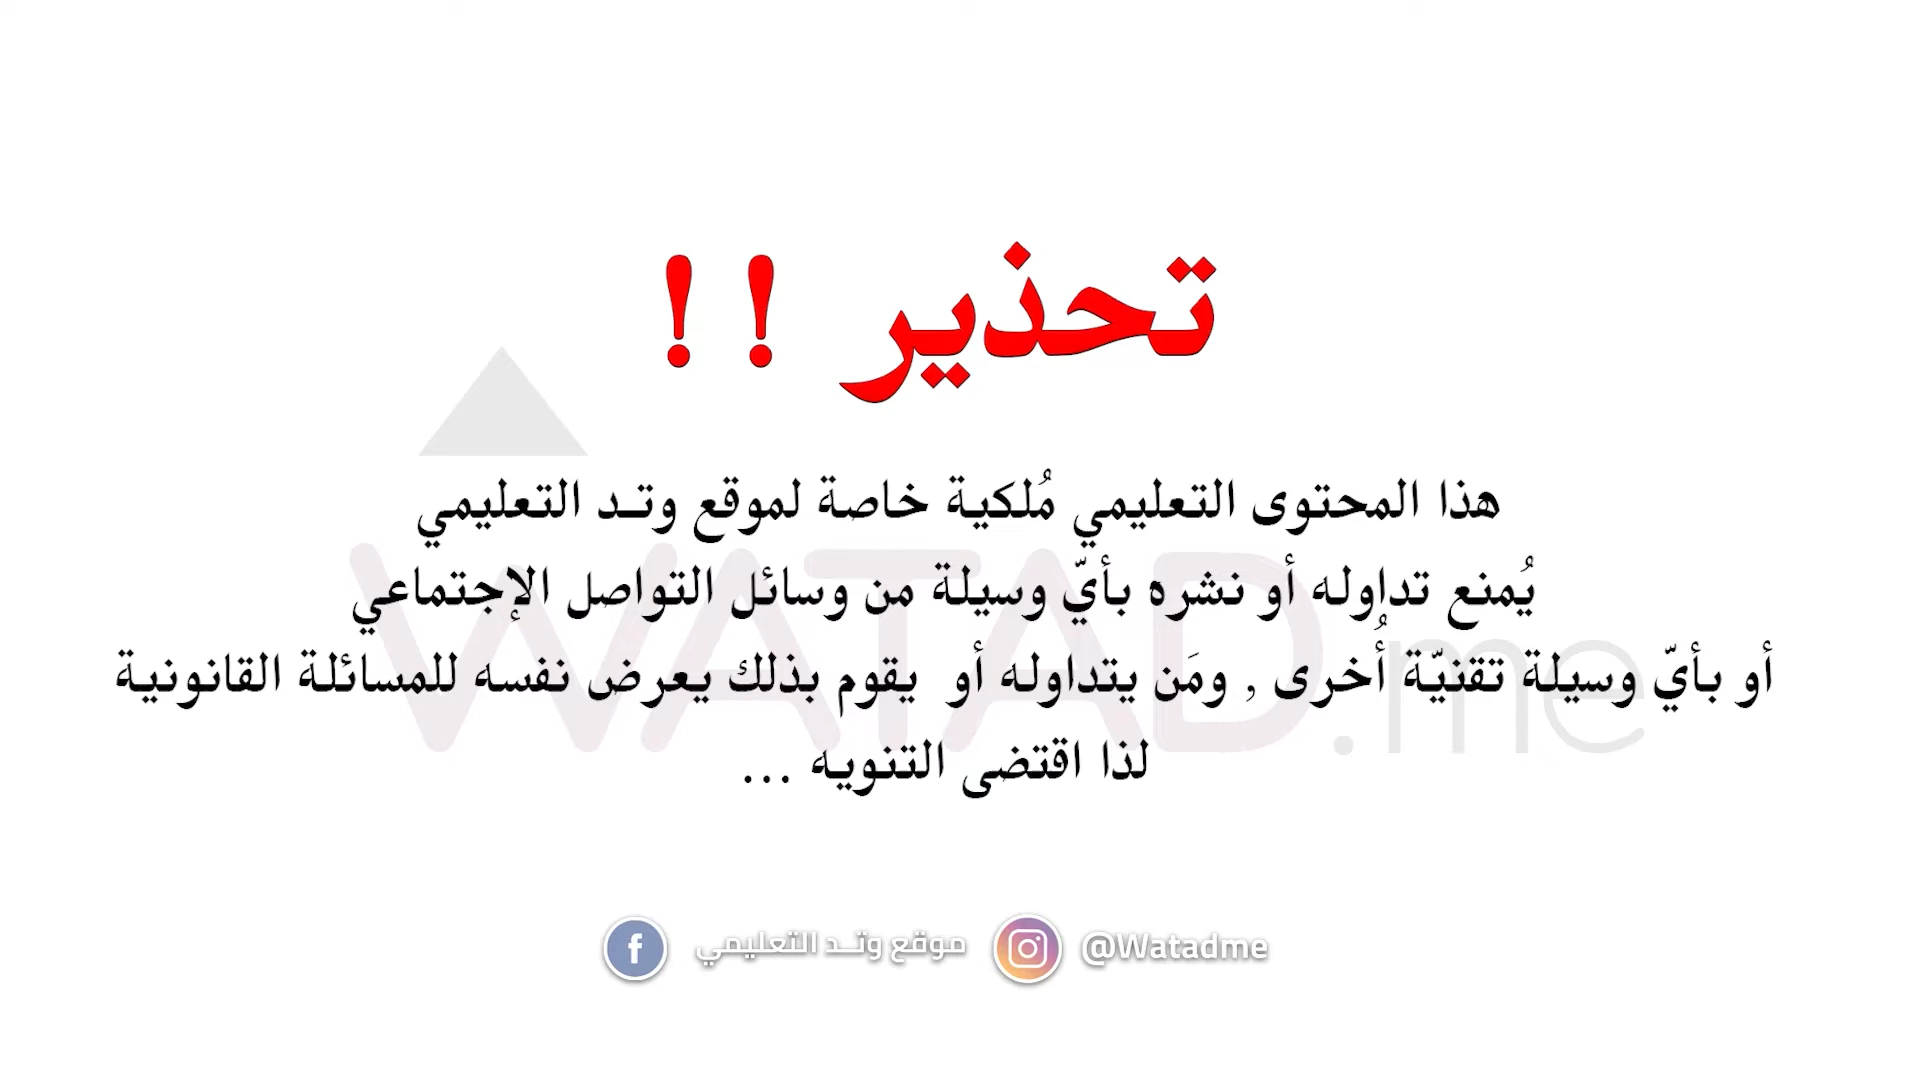 تحذير ! !
هذا المحتوى التعليمي مُلكية خاصة لموقع وتـد التعليمي
يُمنع تداوله أو نشره بأيّ وسيلة من وسائل التواصل الإجتماعي
أو بأيّ وسيلة تقنيّة أُخرى , ومَن يتداوله أو يقوم بذلك يعرض نفسه للمسائلة القانونية
لذا اقتضى التنويه ...
WATAD.me
موقع وتـد التعليمي @Watadme